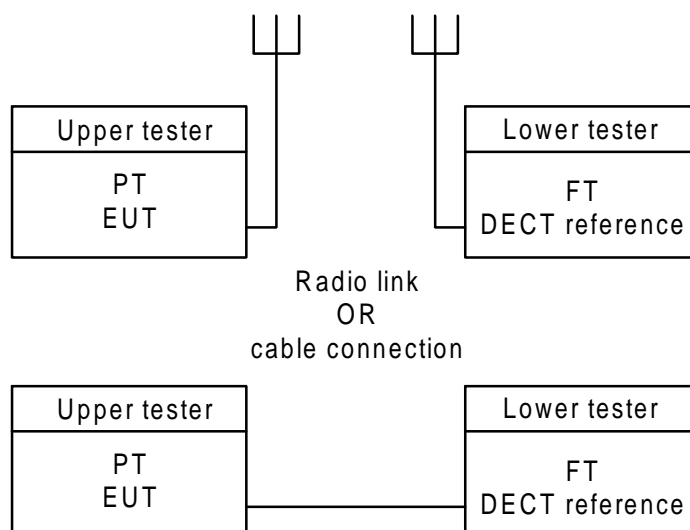 Upper tester
PT
EUT
Lower tester
FT
DECT reference
Radio link
OR
cable connection
Upper tester
PT
EUT
Lower tester
FT
DECT reference